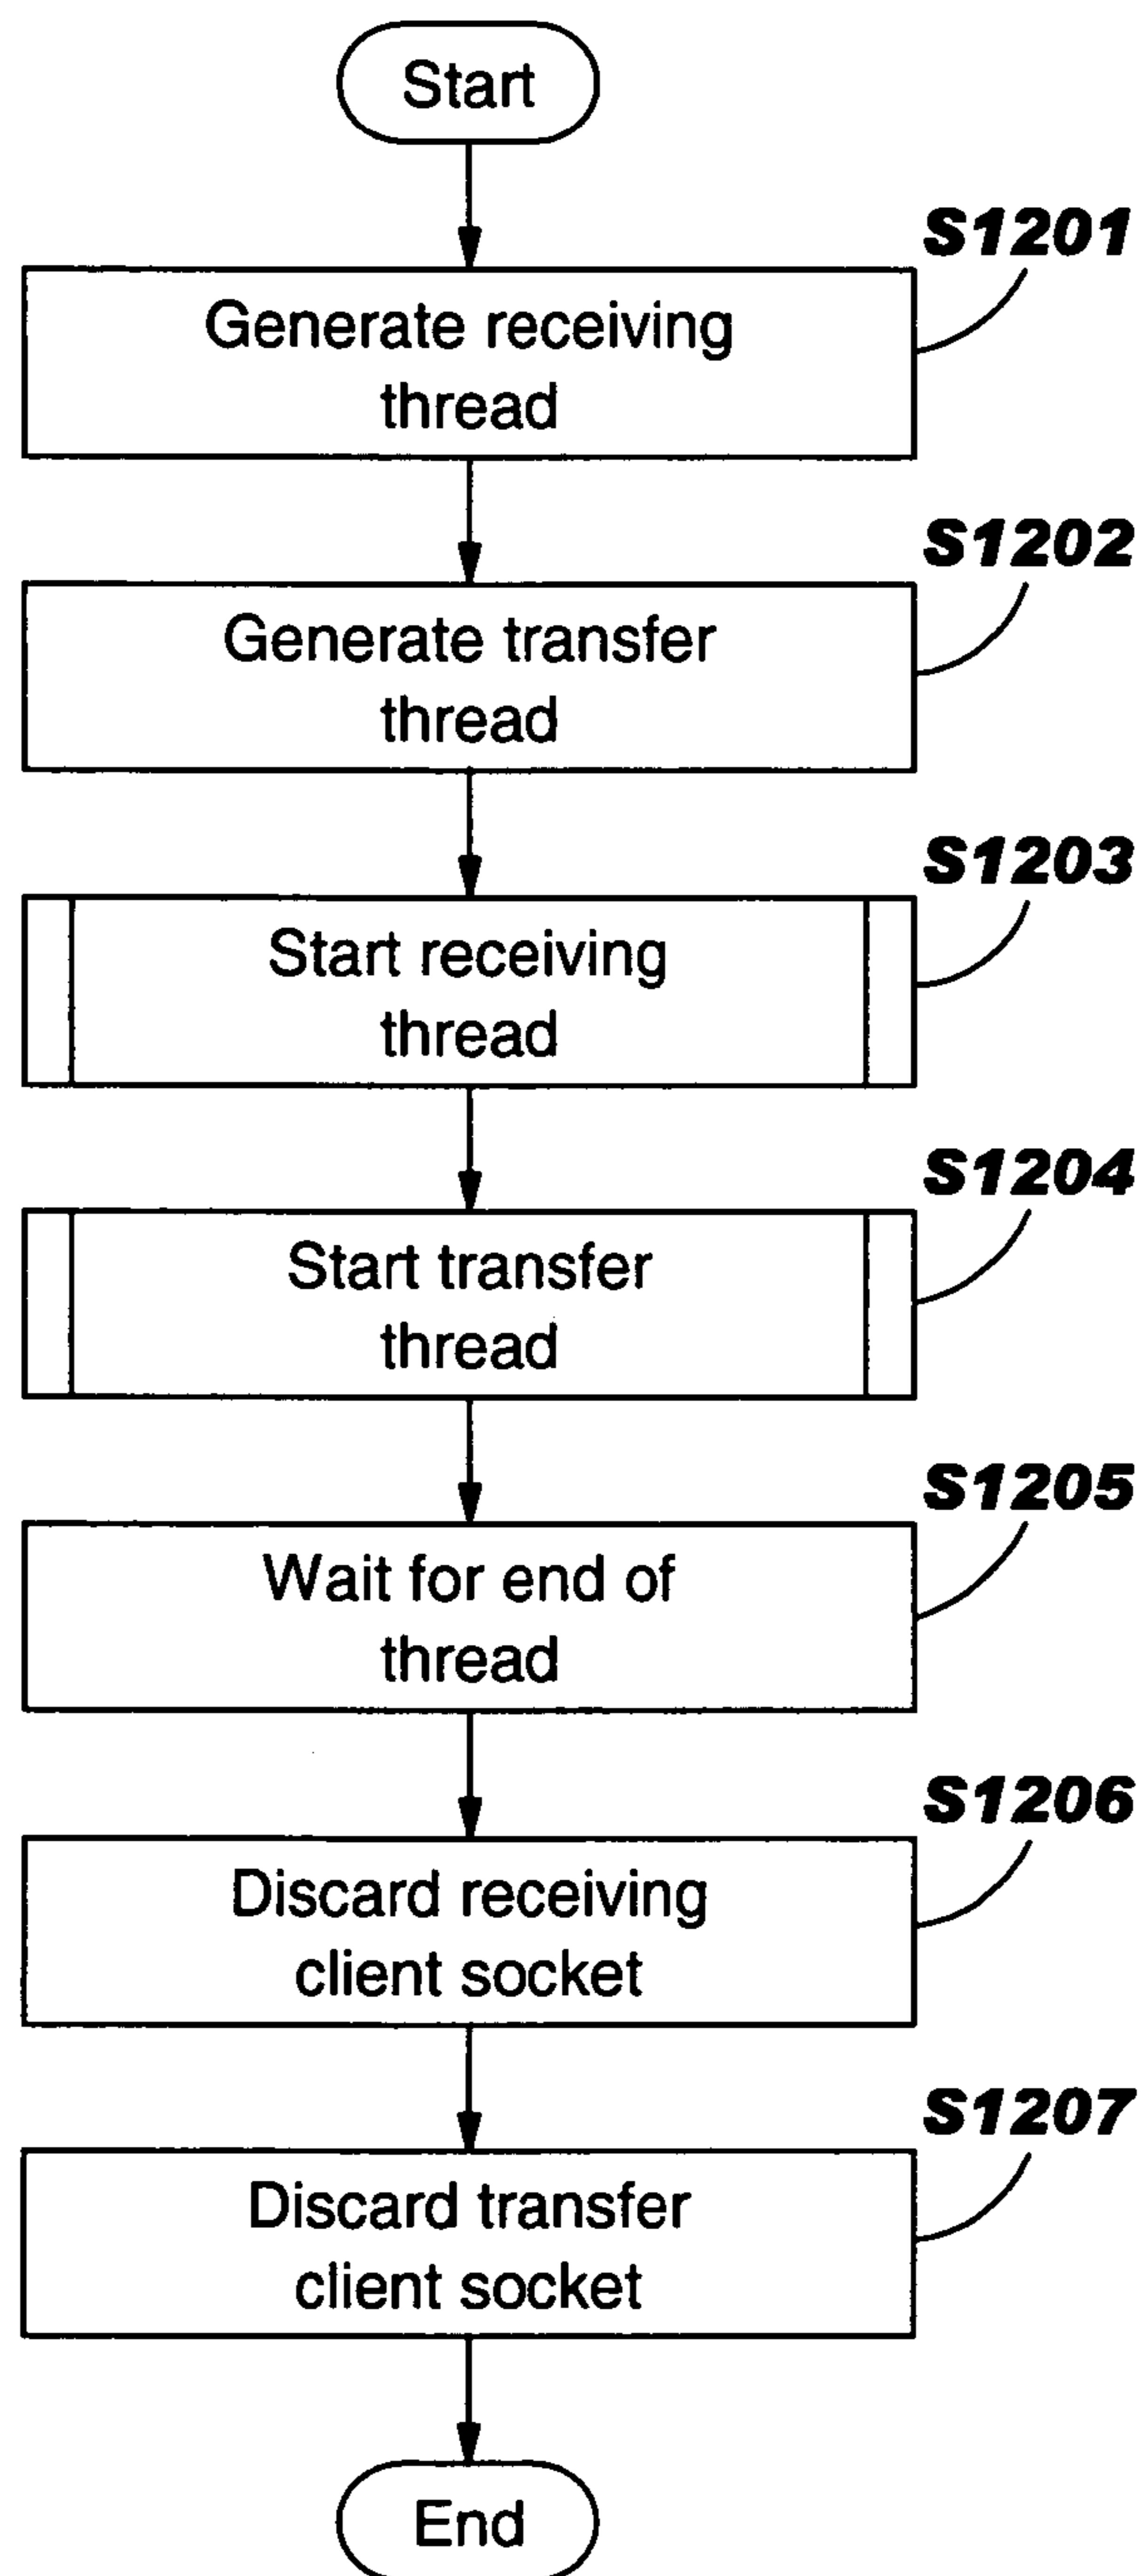 Start
S1201
Generate receiving
thread
S1202
Generate transfer
thread
S1203
Start receiving
thread
S1204
Start transfer
thread
S1205
Wait for end of
thread
S1206
Discard receiving
client socket
S1207
Discard transfer
client socket
End